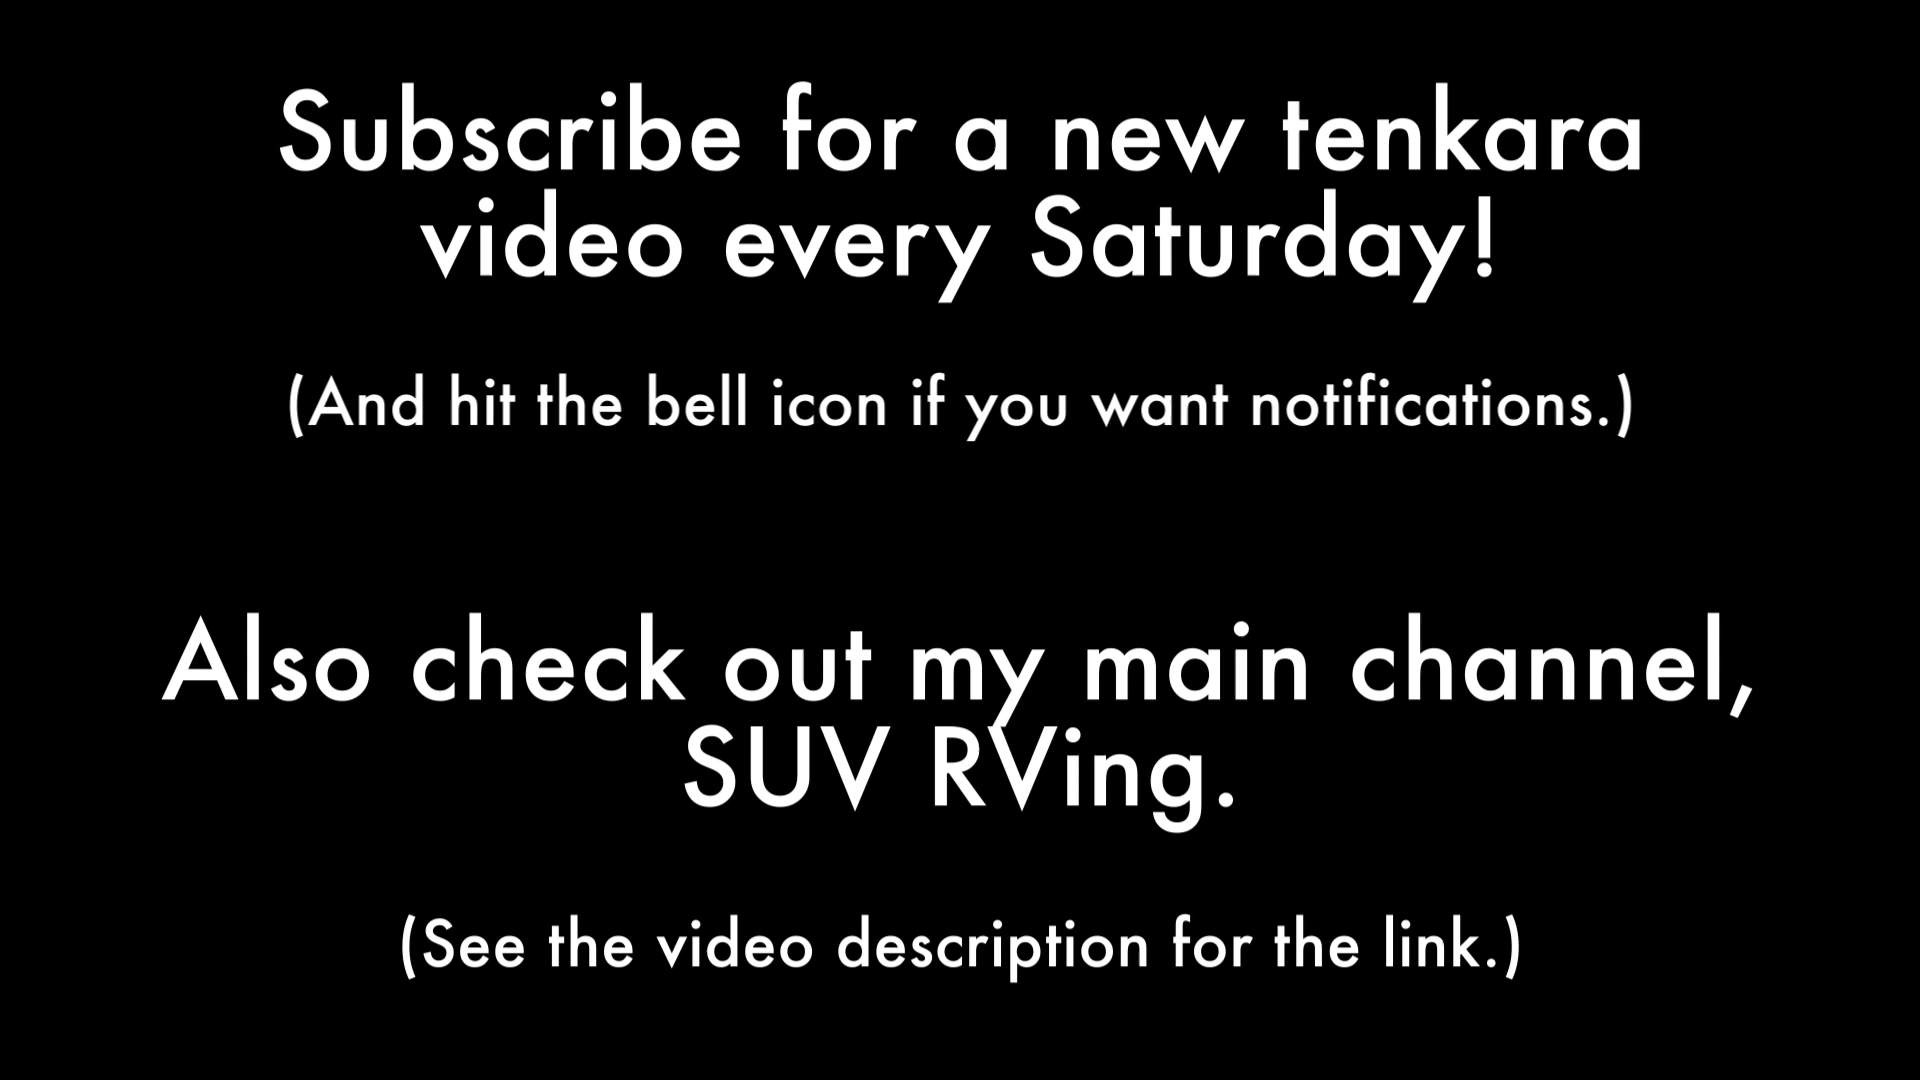 Subscribe for a new tenkara
video every Saturday!
(And hit the bell icon if you want notifications.)
Also check out my main channel,
SUV RVing.
(See the video description for the link.)